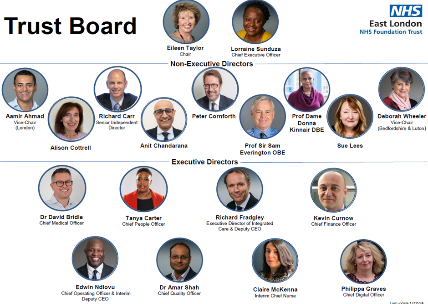 Trust Board
NHS
East London
NHS Foundation Trust
Eileen Taylor
Chair
Lorraine Sunduza
Chief Executive Officer
Non-Executive Directors
Aamir Ahmad
Vice-Chair
(London)
Alison Cottrell
Richard Carr
Senior Independent
Director
Anit Chandarana
Peter Cornforth
Prof Sir Sam
Everington OBE
Prof Dame
Donna
Kinnair DBE
Sue Lees
Deborah Wheeler
Vice-Chair
(Bedfordshire & Luton)
Executive Directors
Dr David Bridle
Chief Medical Officer
Tanya Carter
Chief People Officer
Richard Fradgley
Executive Director of Integrated
Care & Deputy CEO
Kevin Curnow
Chief Finance Officer
Edwin Ndlovu
Chief Operating Officer & Interim
Deputy CEO
Dr Amar Shah
Chief Quality Officer
Claire McKenna
Interim Chief Nurse
Philippa Graves
Chief Digital Officer